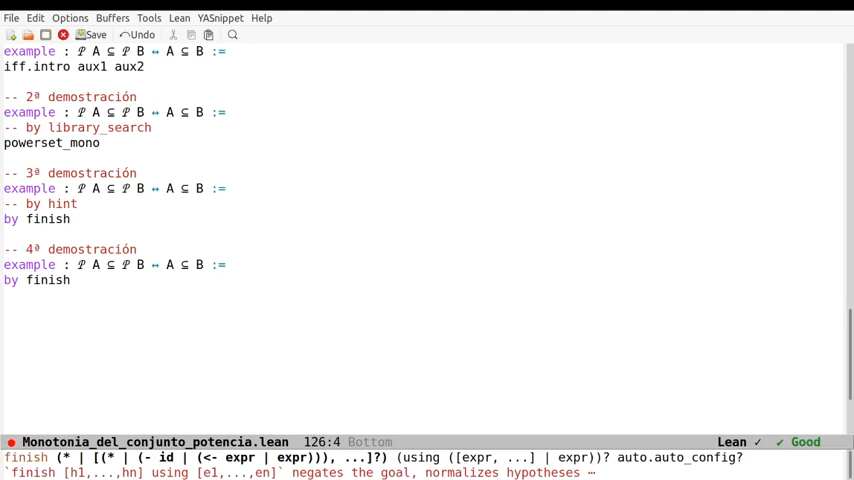 File Edit Options Buffers Tools Lean YASnippet Help
Save Undo
example : 𝒫 A ⊆ 𝒫 B ↔ A ⊆ B :=
iff.intro aux1 aux2
-- 2ª demostración
example : 𝒫 A ⊆ 𝒫 B ↔ A ⊆ B :=
-- by library_search
powerset_mono
-- 3ª demostración
example : 𝒫 A ⊆ 𝒫 B ↔ A ⊆ B :=
-- by hint
by finish
-- 4ª demostración
example : 𝒫 A ⊆ 𝒫 B ↔ A ⊆ B :=
by finish
Monotonia_del_conjunto_potencia.lean 126:4 Bottom Lean ✓ ✓ Good
finish (* | [(* | (- id | (<- expr | expr))), ...]?) (using ([expr, ...] | expr))? auto.auto_config?
`finish [h1,...,hn] using [e1,...,en]` negates the goal, normalizes hypotheses ⋯